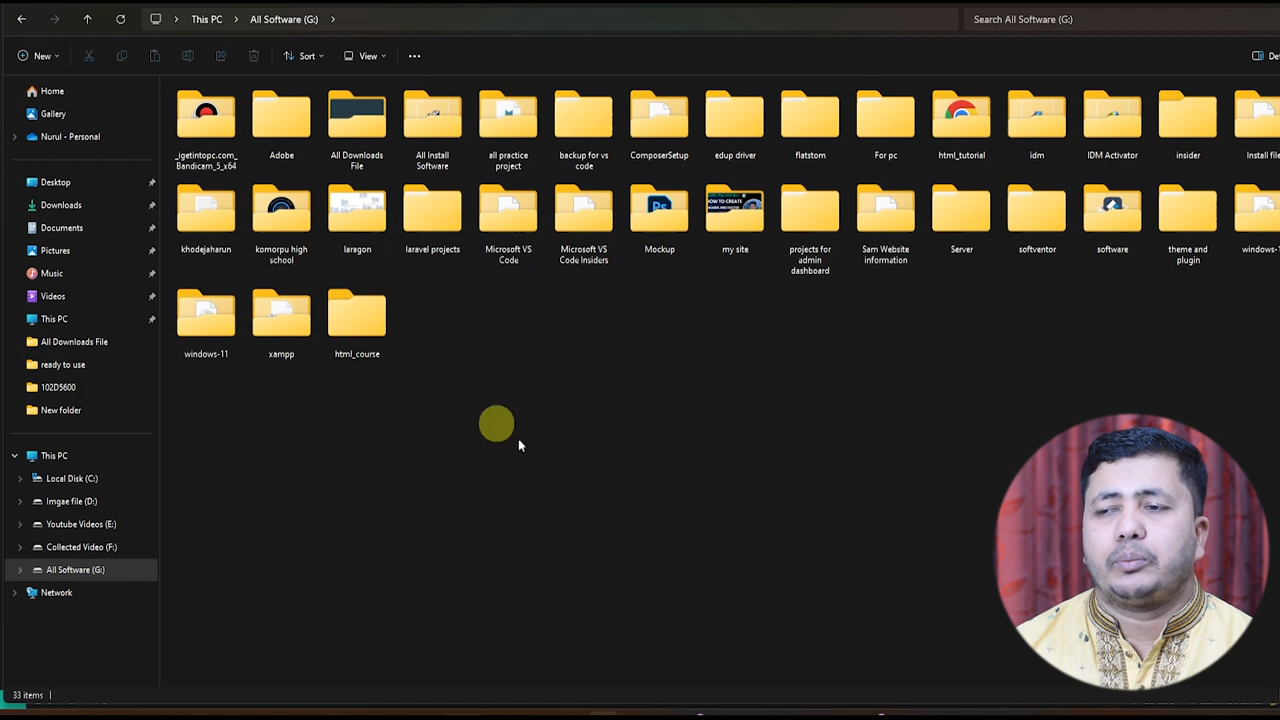 This PC
All Software (G:)
Search All Software (G:)
New
Sort
View
Home
Gallery
Nurul - Personal
Desktop
Downloads
Documents
Pictures
Music
Videos
This PC
All Downloads File
ready to use
102D5600
New folder
This PC
Local Disk (C:)
Imgae file (D:)
Youtube Videos (E:)
Collected Video (F:)
All Software (G:)
Network
_igetintopc.com_
Bandicam_5_x64
Adobe
All Downloads
File
All Install
Software
all practice
project
backup for vs
code
ComposerSetup
edup driver
flatstom
For pc
html_tutorial
idm
IDM Activator
insider
Install file
khodejaharun
komorpu high
school
laragon
laravel projects
Microsoft VS
Code
Microsoft VS
Code Insiders
Mockup
my site
projects for
admin
dashboard
Sam Website
information
Server
softventor
software
theme and
plugin
windows-1
windows-11
xampp
html_course
33 items